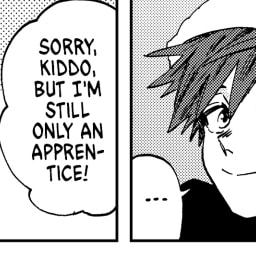 SORRY,
KIDDO,
BUT I'M
STILL
ONLY AN
APPREN-
TICE!
...